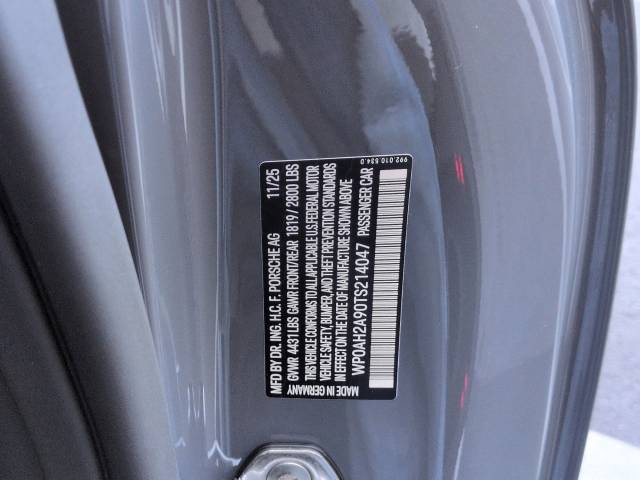 MFD BY DR. ING. H.C. F. PORSCHE AG 11/25
GVWR 4431 LBS GAWR FRONT/REAR 1819/ 2800 LBS
THIS VEHICLE CONFORMS TO ALL APPLICABLE U.S. FEDERAL MOTOR
VEHICLE SAFETY, BUMPER, AND THEFT PREVENTION STANDARDS
IN EFFECT ON THE DATE OF MANUFACTURE SHOWN ABOVE
WP0AH2A90TS214047 PASSENGER CAR
MADE IN GERMANY
992.010.534.D